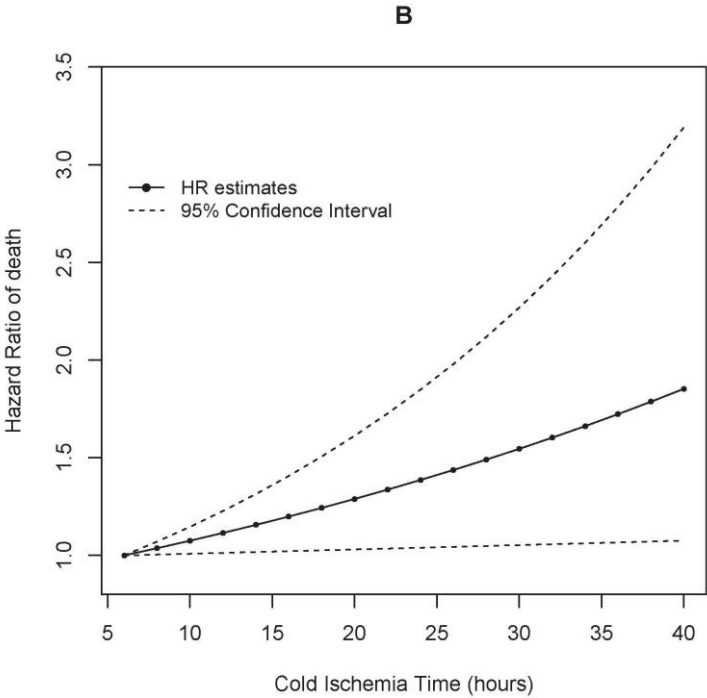 B
3.5
3.0
2.5
2.0
1.5
1.0
Hazard Ratio of death
HR estimates
95% Confidence Interval
5 10 15 20 25 30 35 40
Cold Ischemia Time (hours)